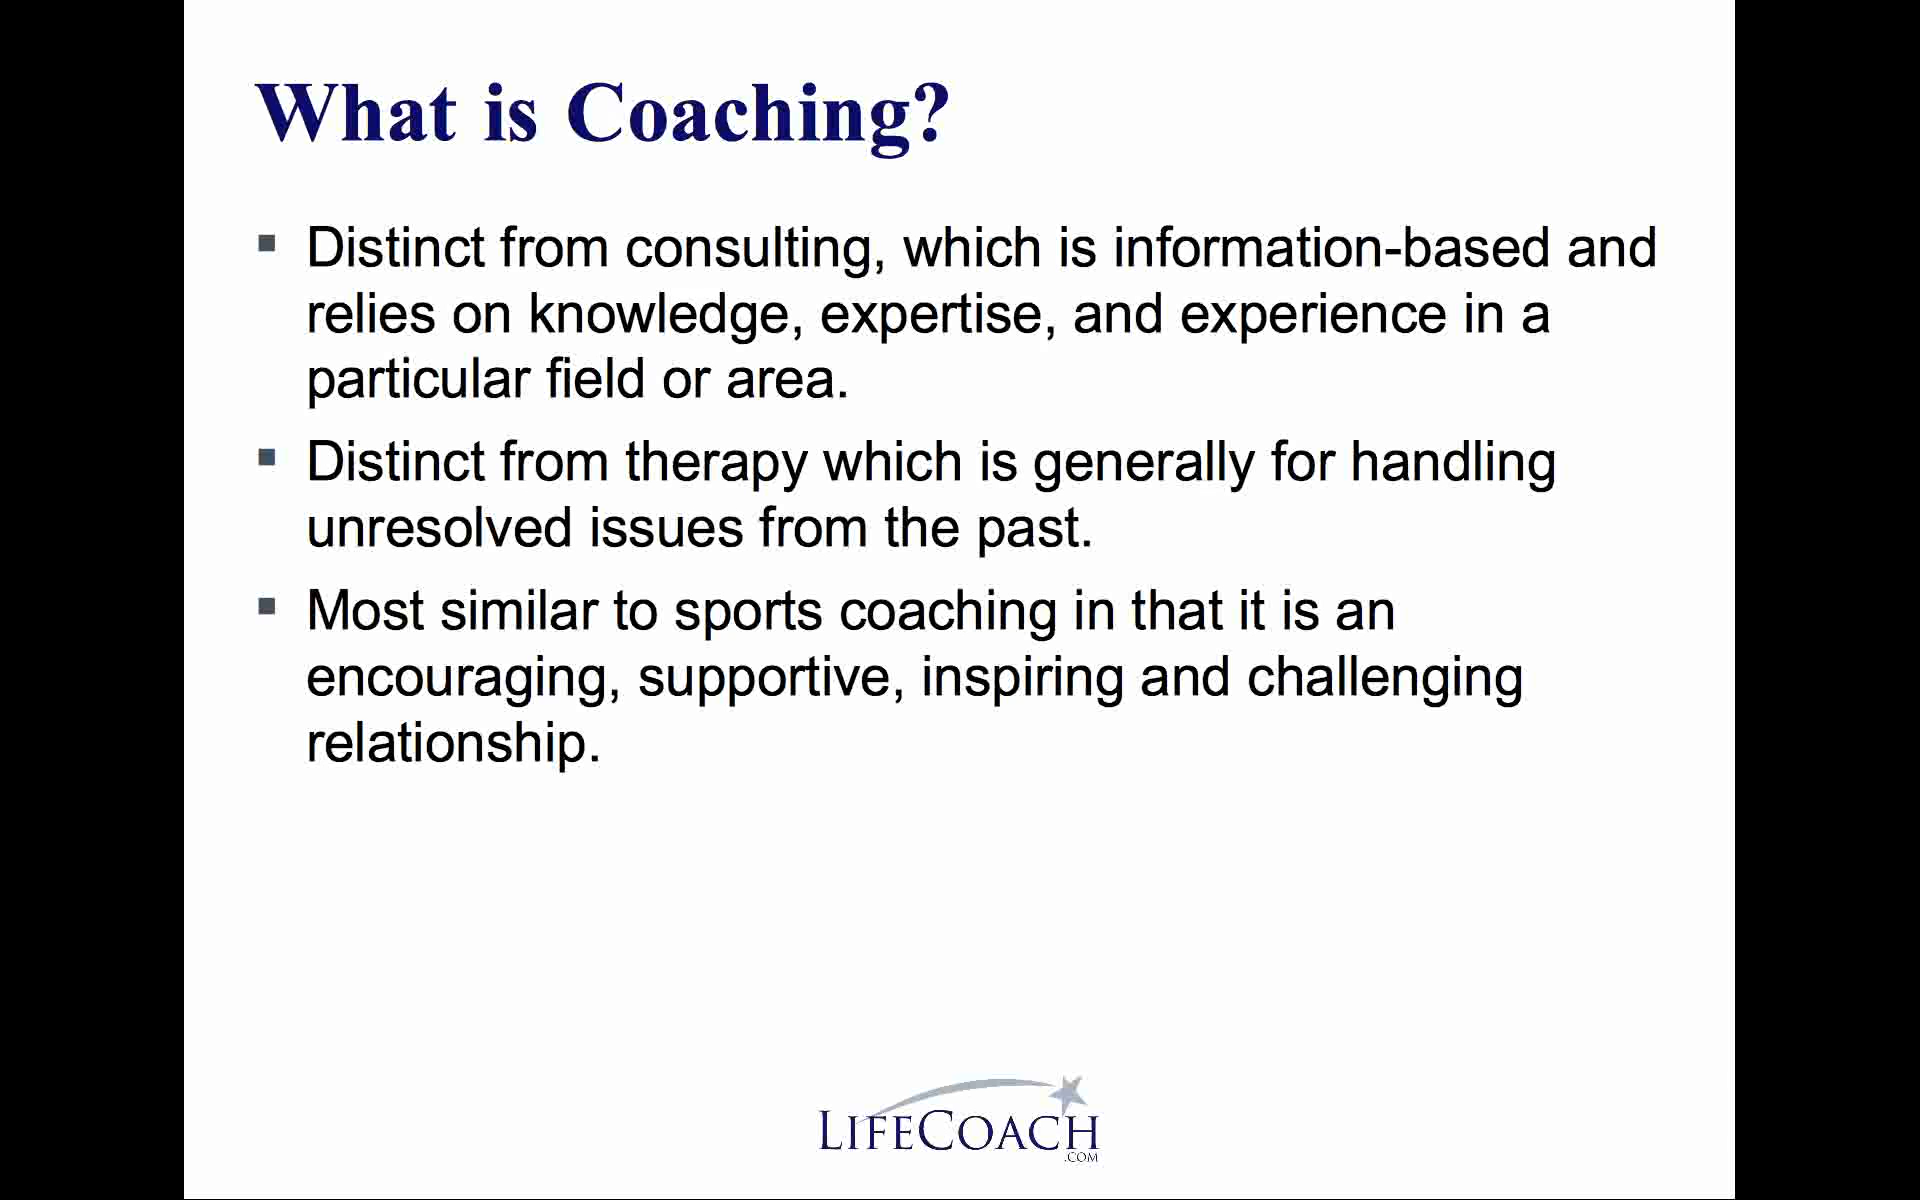 What is Coaching?
Distinct from consulting, which is information-based and
relies on knowledge, expertise, and experience in a
particular field or area.
Distinct from therapy which is generally for handling
unresolved issues from the past.
Most similar to sports coaching in that it is an
encouraging, supportive, inspiring and challenging
relationship.
LIFECOACH
.COM